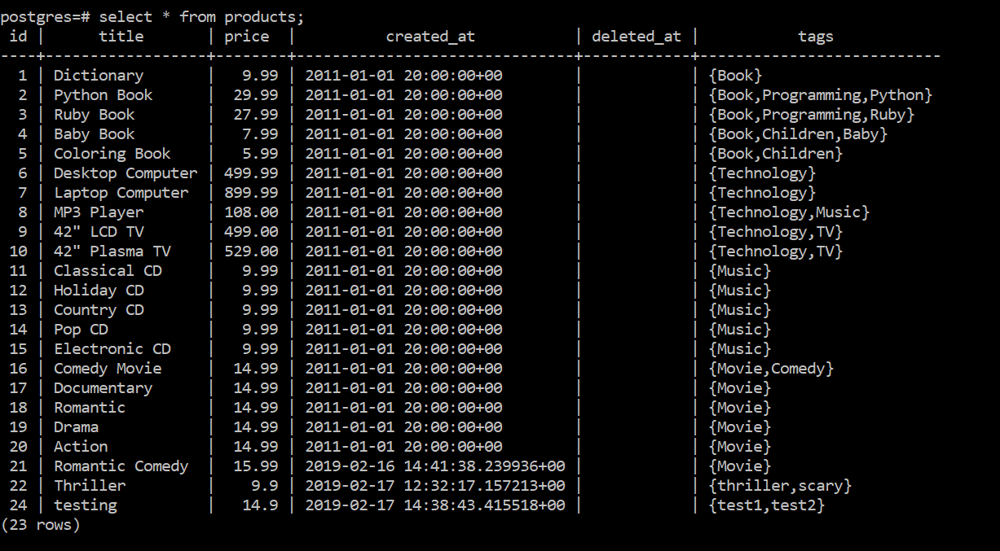 postgres=# select * from products;
 id |      title       | price  |          created_at           | deleted_at |           tags
----+------------------+--------+-------------------------------+------------+---------------------------
  1 | Dictionary       |   9.99 | 2011-01-01 20:00:00+00        |            | {Book}
  2 | Python Book      |  29.99 | 2011-01-01 20:00:00+00        |            | {Book,Programming,Python}
  3 | Ruby Book        |  27.99 | 2011-01-01 20:00:00+00        |            | {Book,Programming,Ruby}
  4 | Baby Book        |   7.99 | 2011-01-01 20:00:00+00        |            | {Book,Children,Baby}
  5 | Coloring Book    |   5.99 | 2011-01-01 20:00:00+00        |            | {Book,Children}
  6 | Desktop Computer | 499.99 | 2011-01-01 20:00:00+00        |            | {Technology}
  7 | Laptop Computer  | 899.99 | 2011-01-01 20:00:00+00        |            | {Technology}
  8 | MP3 Player       | 108.00 | 2011-01-01 20:00:00+00        |            | {Technology,Music}
  9 | 42" LCD TV       | 499.00 | 2011-01-01 20:00:00+00        |            | {Technology,TV}
 10 | 42" Plasma TV    | 529.00 | 2011-01-01 20:00:00+00        |            | {Technology,TV}
 11 | Classical CD     |   9.99 | 2011-01-01 20:00:00+00        |            | {Music}
 12 | Holiday CD       |   9.99 | 2011-01-01 20:00:00+00        |            | {Music}
 13 | Country CD       |   9.99 | 2011-01-01 20:00:00+00        |            | {Music}
 14 | Pop CD           |   9.99 | 2011-01-01 20:00:00+00        |            | {Music}
 15 | Electronic CD    |   9.99 | 2011-01-01 20:00:00+00        |            | {Music}
 16 | Comedy Movie     |  14.99 | 2011-01-01 20:00:00+00        |            | {Movie,Comedy}
 17 | Documentary      |  14.99 | 2011-01-01 20:00:00+00        |            | {Movie}
 18 | Romantic         |  14.99 | 2011-01-01 20:00:00+00        |            | {Movie}
 19 | Drama            |  14.99 | 2011-01-01 20:00:00+00        |            | {Movie}
 20 | Action           |  14.99 | 2011-01-01 20:00:00+00        |            | {Movie}
 21 | Romantic Comedy  |  15.99 | 2019-02-16 14:41:38.239936+00 |            | {Movie}
 22 | Thriller         |    9.9 | 2019-02-17 12:32:17.157213+00 |            | {thriller,scary}
 24 | testing          |   14.9 | 2019-02-17 14:38:43.415518+00 |            | {test1,test2}
(23 rows)